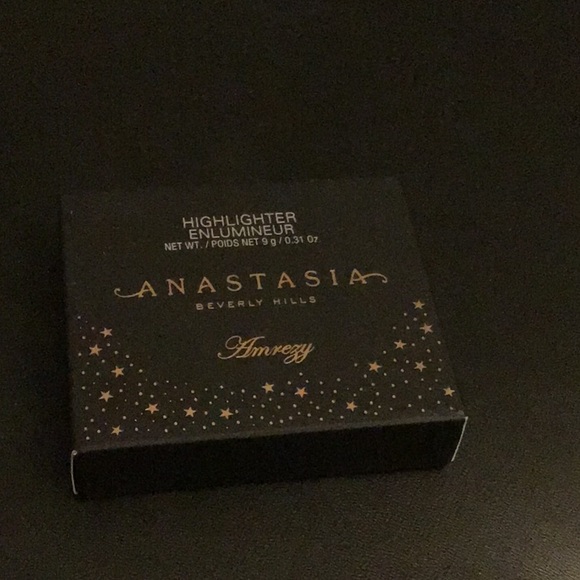 HIGHLIGHTER
ENLUMINEUR
NET WT. / POIDS NET 9 g / 0.31 Oz.
ANASTASIA
BEVERLY HILLS
Amrezy